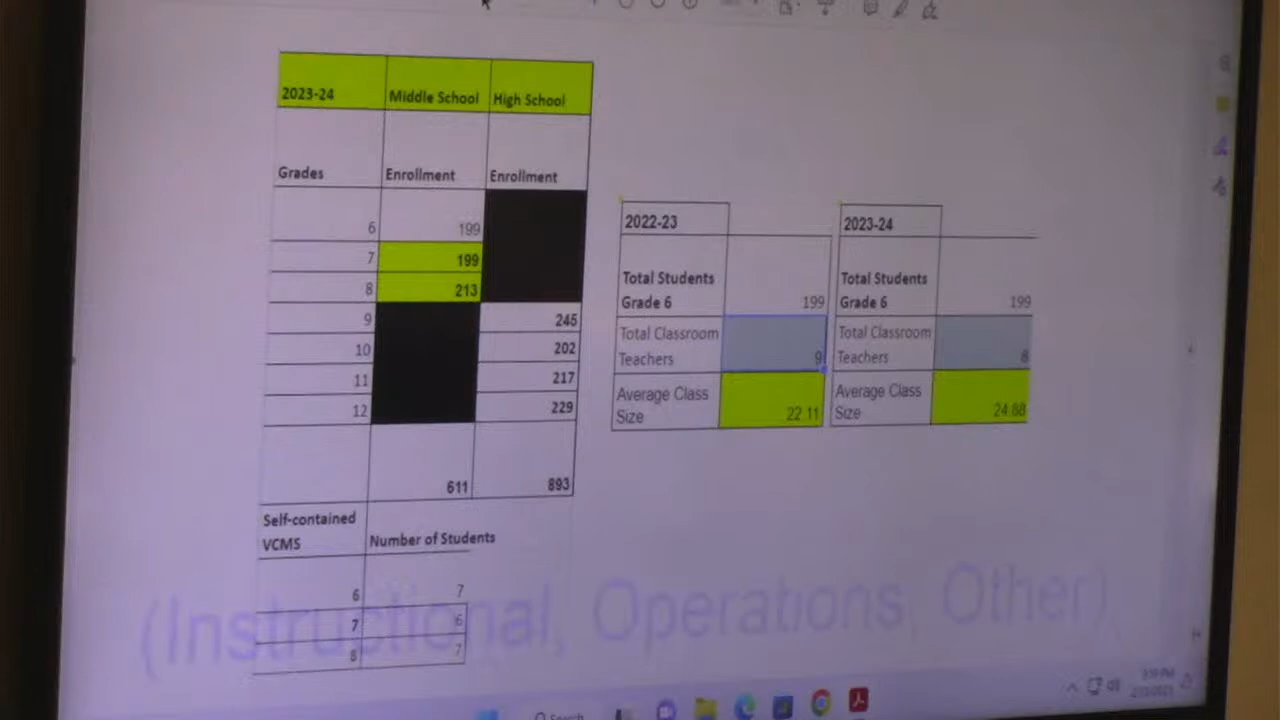 2023-24 Middle School High School
Grades Enrollment Enrollment
6 199
7 199
8 213
9 245
10 202
11 217
12 229
611 893
Self-contained
VCMS Number of Students
6 7
7 6
8 7
2022-23
Total Students
Grade 6 199
Total Classroom
Teachers 9
Average Class
Size 22.11
2023-24
Total Students
Grade 6 199
Total Classroom
Teachers 8
Average Class
Size 24.88
(Instructional, Operations, Other)
Search